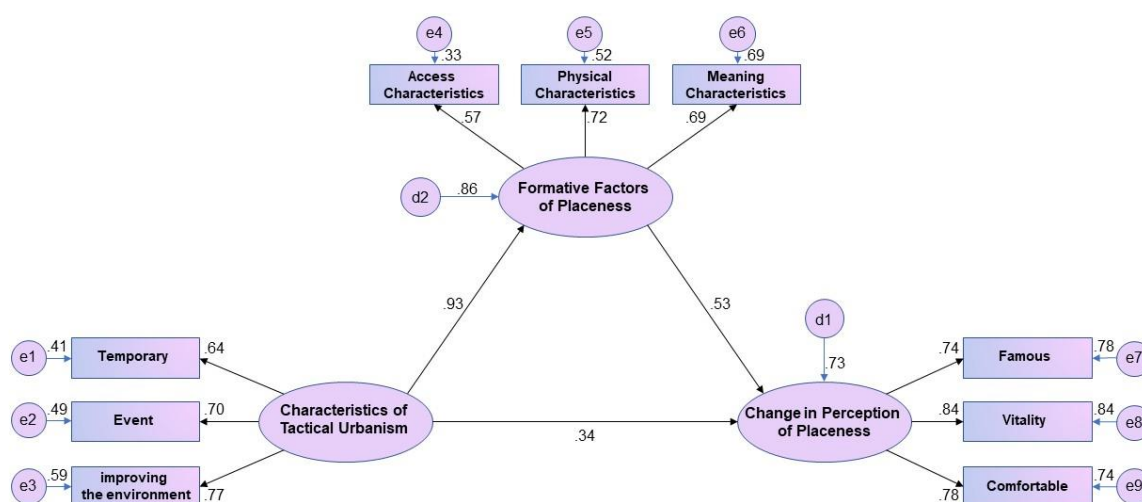 e4
.33
e5
.52
e6
.69
Access
Characteristics
Physical
Characteristics
Meaning
Characteristics
.57
.72
.69
d2
.86
Formative Factors
of Placeness
.93
.53
d1
.73
e1
.41
Temporary
.64
e2
.49
Event
.70
e3
.59
improving
the environment
.77
Characteristics of
Tactical Urbanism
.34
Change in Perception
of Placeness
.74
Famous
.78
e7
.84
Vitality
.84
e8
.78
Comfortable
.74
e9